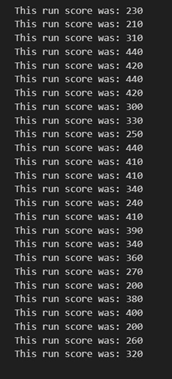 This run score was: 230
This run score was: 210
This run score was: 310
This run score was: 440
This run score was: 420
This run score was: 440
This run score was: 420
This run score was: 300
This run score was: 330
This run score was: 250
This run score was: 440
This run score was: 410
This run score was: 410
This run score was: 340
This run score was: 240
This run score was: 410
This run score was: 390
This run score was: 340
This run score was: 360
This run score was: 270
This run score was: 200
This run score was: 380
This run score was: 400
This run score was: 200
This run score was: 260
This run score was: 320